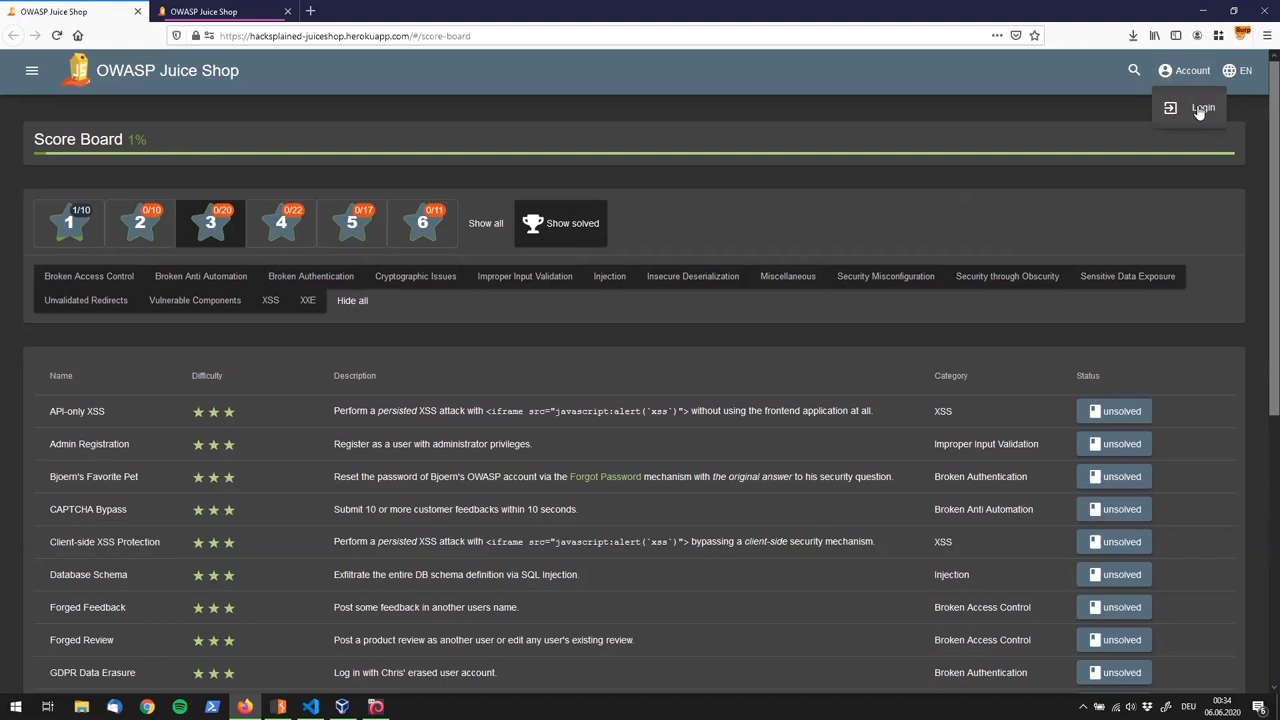 OWASP Juice Shop
OWASP Juice Shop
https://hacksplained-juiceshop.herokuapp.com/#/score-board
Burp
OWASP Juice Shop
Account
EN
Login
Score Board 1%
1 1/10
2 0/10
3 0/20
4 0/22
5 0/17
6 0/11
Show all
Show solved
Broken Access Control Broken Anti Automation Broken Authentication Cryptographic Issues Improper Input Validation Injection Insecure Deserialization Miscellaneous Security Misconfiguration Security through Obscurity Sensitive Data Exposure
Unvalidated Redirects Vulnerable Components XSS XXE Hide all
Name Difficulty Description Category Status
API-only XSS Perform a persisted XSS attack with <iframe src="javascript:alert(`xss`)"> without using the frontend application at all. XSS unsolved
Admin Registration Register as a user with administrator privileges. Improper Input Validation unsolved
Bjoern's Favorite Pet Reset the password of Bjoern's OWASP account via the Forgot Password mechanism with the original answer to his security question. Broken Authentication unsolved
CAPTCHA Bypass Submit 10 or more customer feedbacks within 10 seconds. Broken Anti Automation unsolved
Client-side XSS Protection Perform a persisted XSS attack with <iframe src="javascript:alert(`xss`)"> bypassing a client-side security mechanism. XSS unsolved
Database Schema Exfiltrate the entire DB schema definition via SQL Injection. Injection unsolved
Forged Feedback Post some feedback in another users name. Broken Access Control unsolved
Forged Review Post a product review as another user or edit any user's existing review. Broken Access Control unsolved
GDPR Data Erasure Log in with Chris' erased user account. Broken Authentication unsolved
DEU
00:34
06.06.2020
6